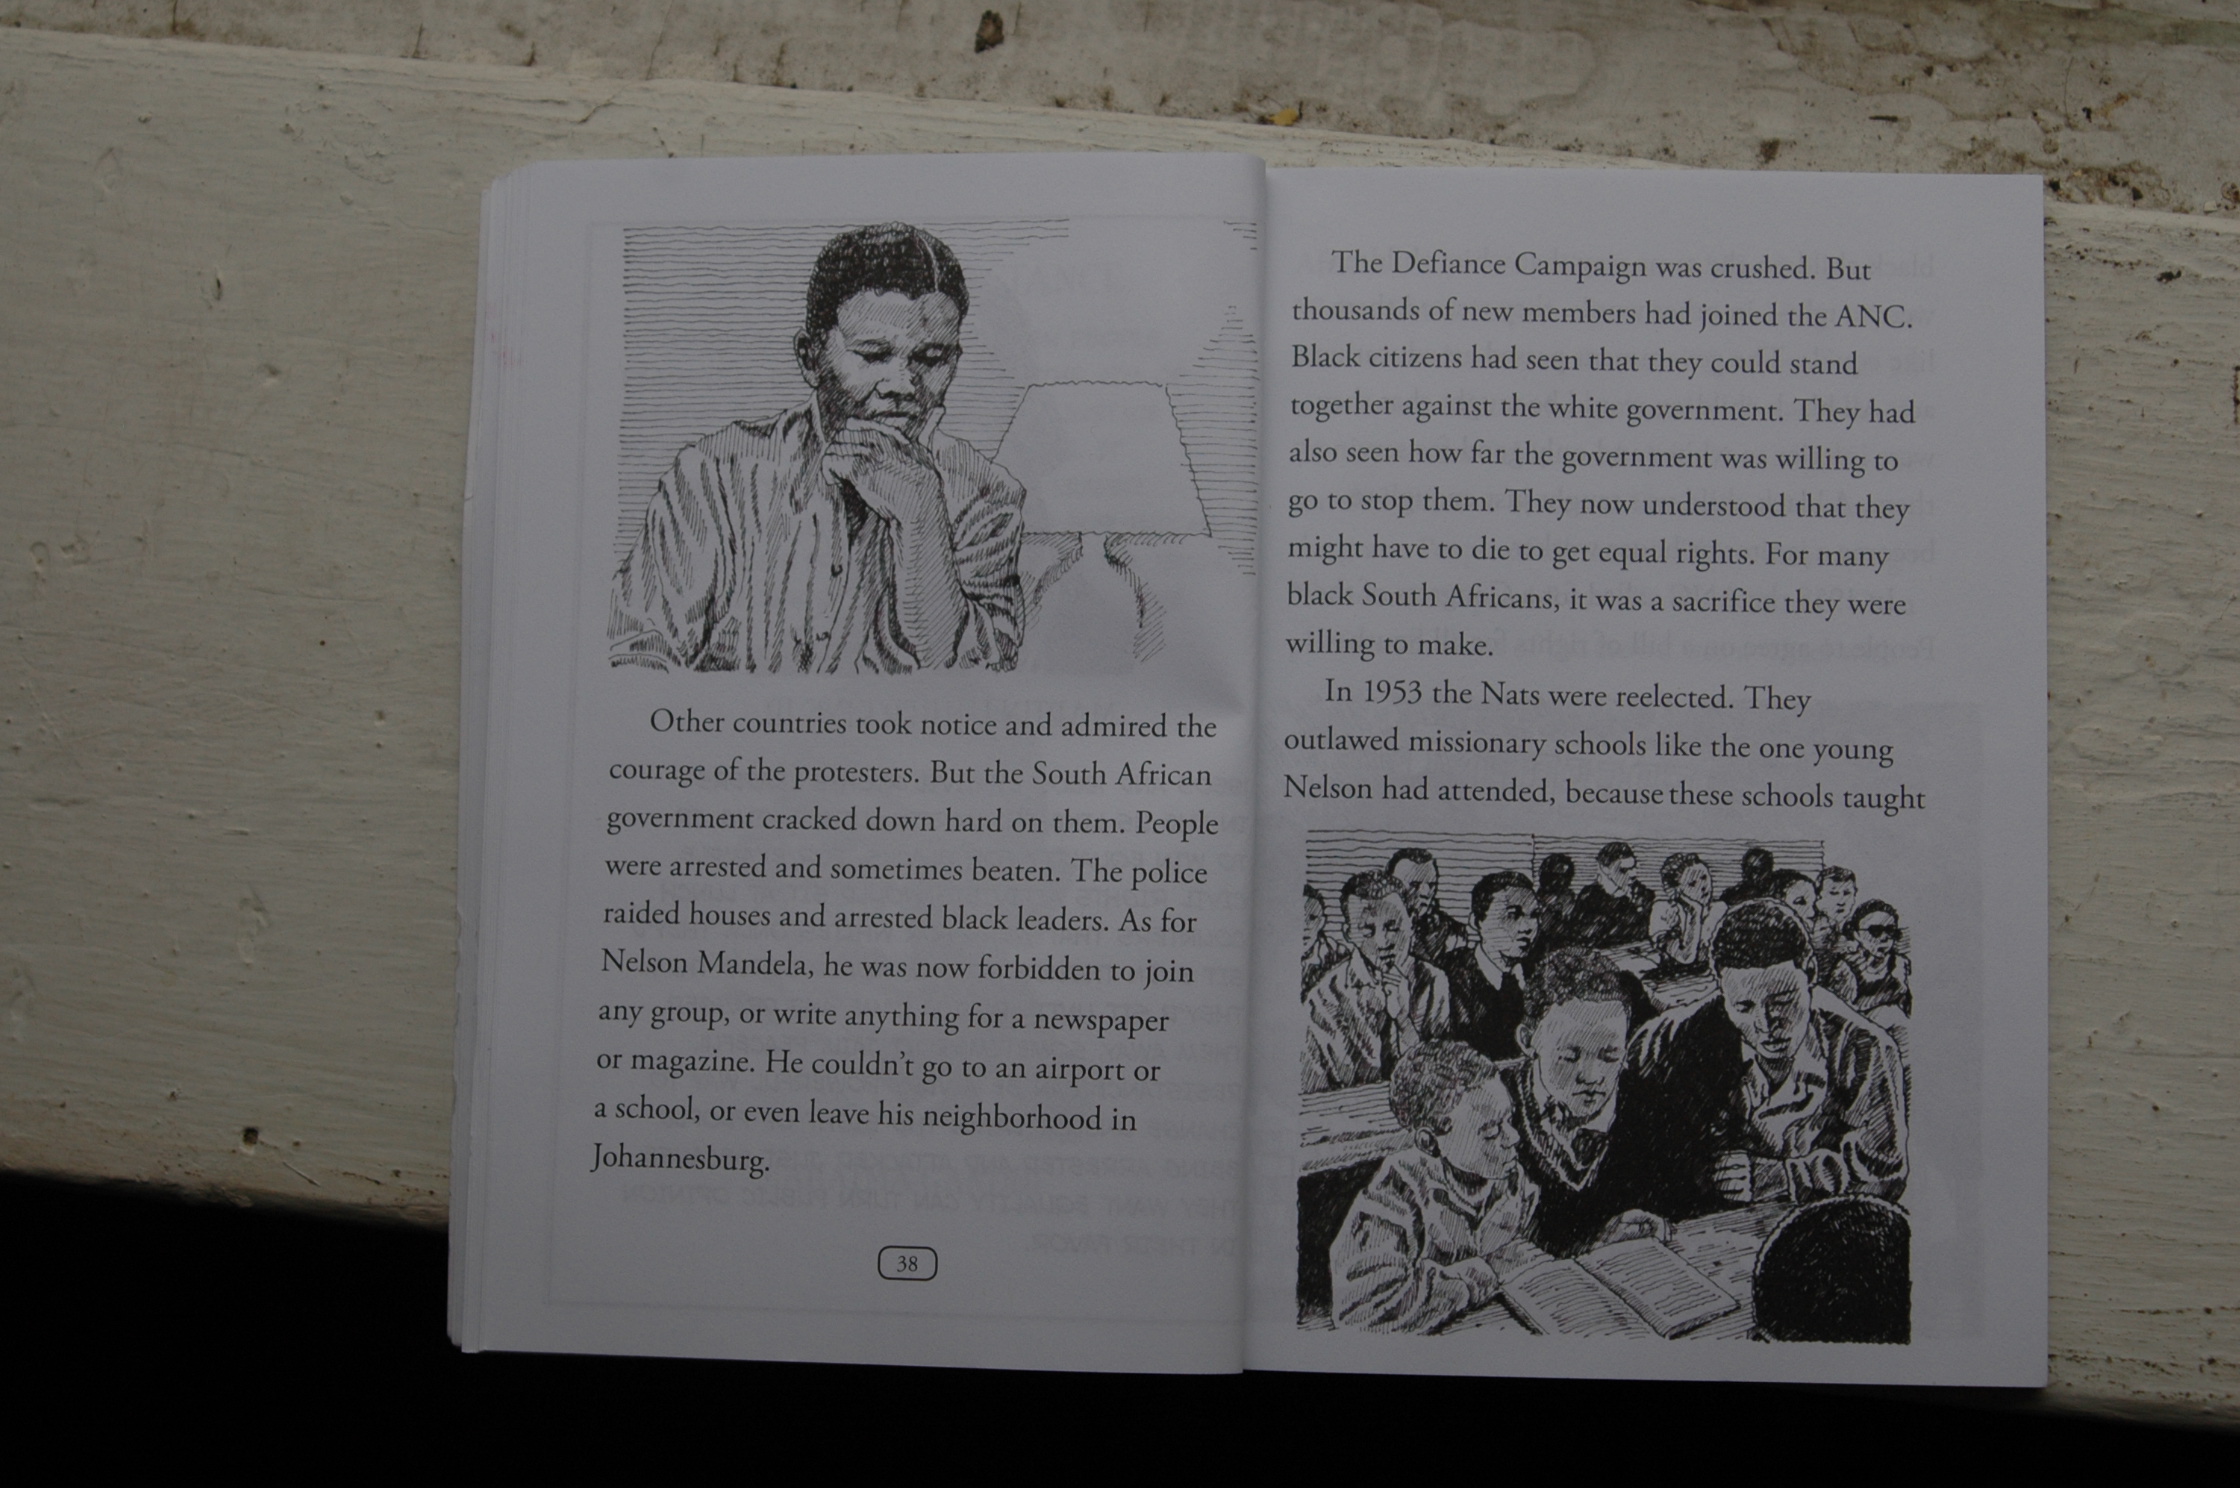 Other countries took notice and admired the
courage of the protesters. But the South African
government cracked down hard on them. People
were arrested and sometimes beaten. The police
raided houses and arrested black leaders. As for
Nelson Mandela, he was now forbidden to join
any group, or write anything for a newspaper
or magazine. He couldn't go to an airport or
a school, or even leave his neighborhood in
Johannesburg.
38
The Defiance Campaign was crushed. But
thousands of new members had joined the ANC.
Black citizens had seen that they could stand
together against the white government. They had
also seen how far the government was willing to
go to stop them. They now understood that they
might have to die to get equal rights. For many
black South Africans, it was a sacrifice they were
willing to make.
In 1953 the Nats were reelected. They
outlawed missionary schools like the one young
Nelson had attended, because these schools taught